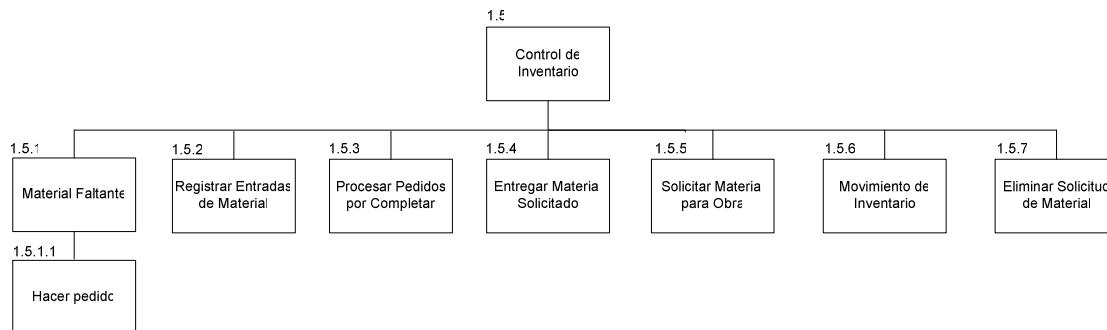 1.5
Control de
Inventario
1.5.1
Material Faltante
1.5.2
Registrar Entradas
de Material
1.5.3
Procesar Pedidos
por Completar
1.5.4
Entregar Materia
Solicitado
1.5.5
Solicitar Materia
para Obra
1.5.6
Movimiento de
Inventario
1.5.7
Eliminar Solicitud
de Material
1.5.1.1
Hacer pedido